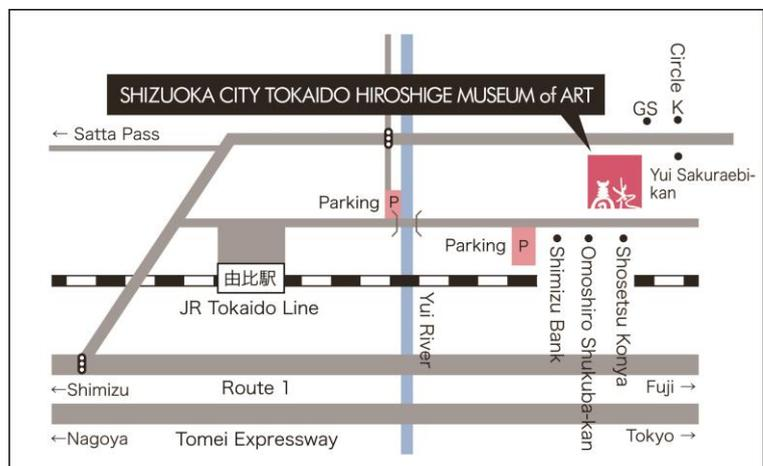 SHIZUOKA CITY TOKAIDO HIROSHIGE MUSEUM of ART
Circle K
GS
← Satta Pass
Yui Sakuraebi-
kan
Parking P
Parking P
由比駅
JR Tokaido Line
Yui River
Shimizu Bank
Omoshiro Shukuba-kan
Shosetsu Konya
←Shimizu
Route 1
Fuji →
←Nagoya
Tomei Expressway
Tokyo →